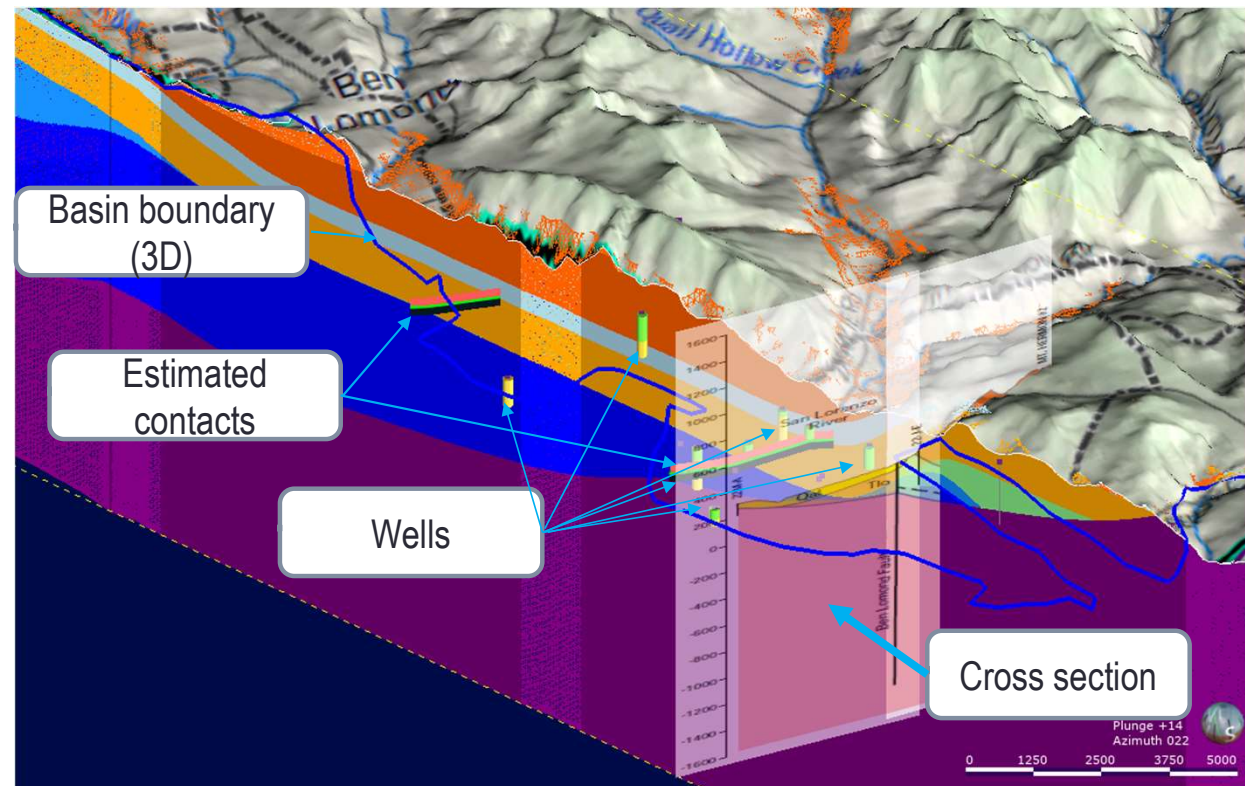 Quail Hollow Creek
Ben
Lomond
Basin boundary
(3D)
Estimated
contacts
Wells
Cross section
San Lorenzo
River
MT. HERMON
1600
1400
1200
1000
800
600
400
200
0
-200
-400
-600
-800
-1000
-1200
-1400
-1600
Qal
Tlo
Ben Lomond Fault
Plunge +14
Azimuth 022
S
0 1250 2500 3750 5000